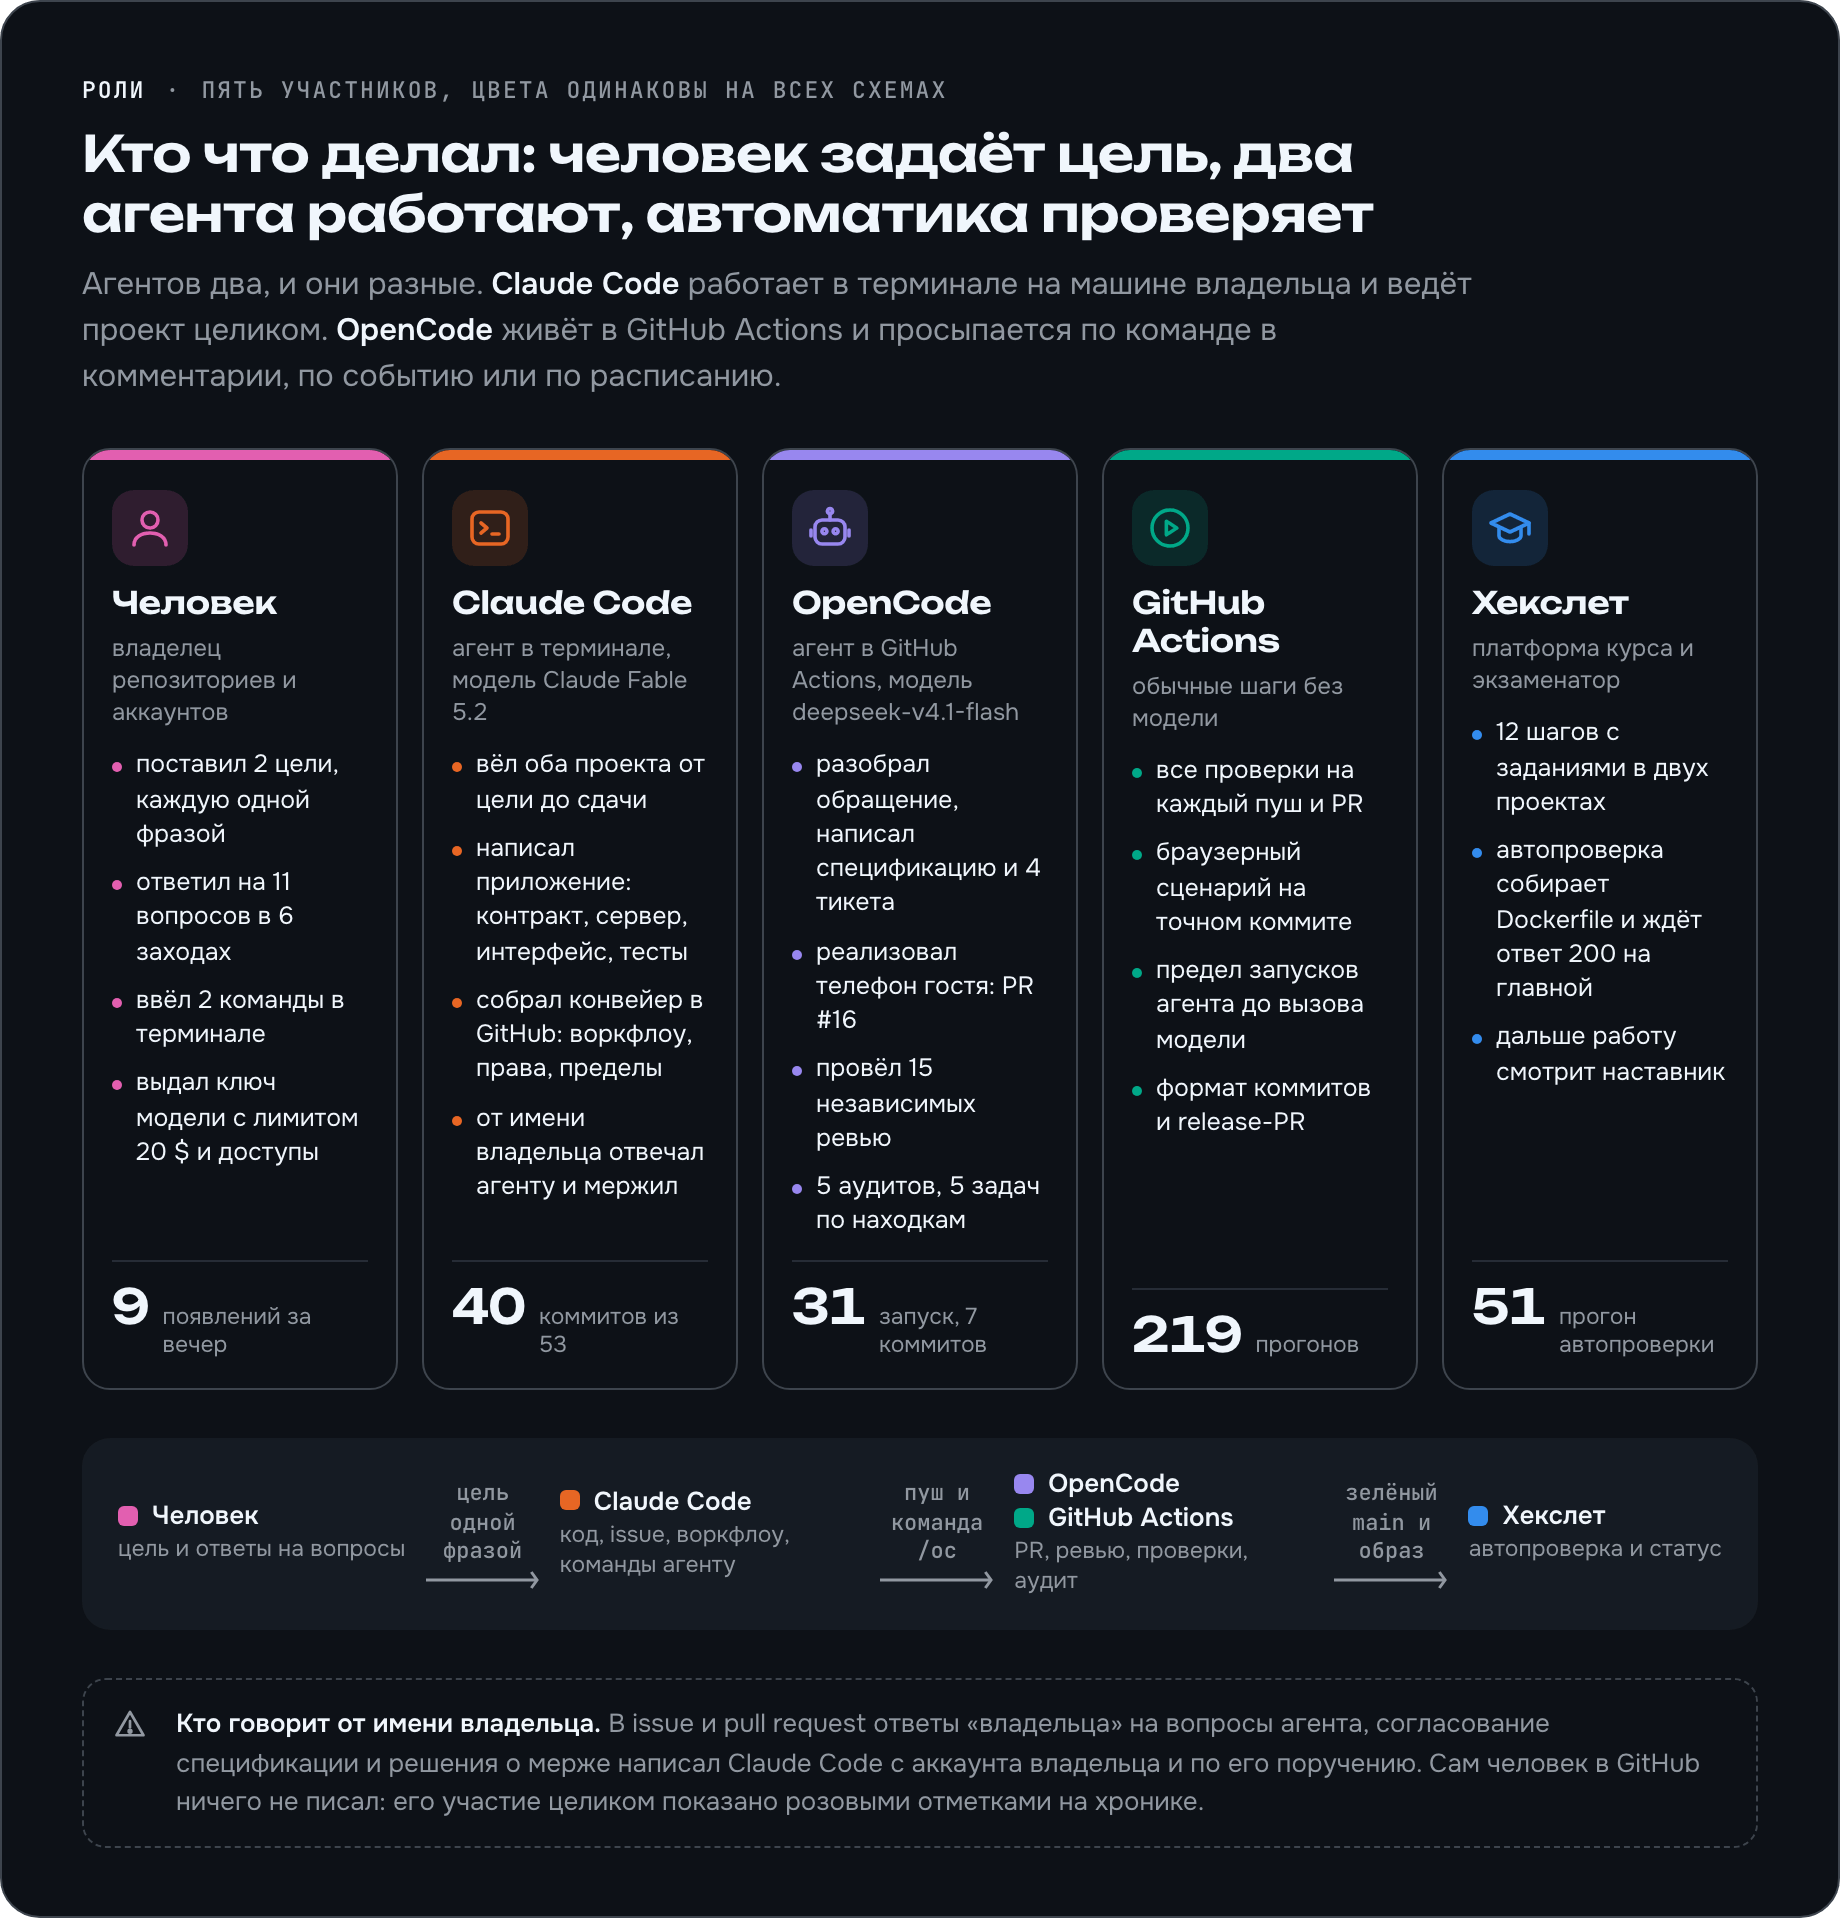 РОЛИ · ПЯТЬ УЧАСТНИКОВ, ЦВЕТА ОДИНАКОВЫ НА ВСЕХ СХЕМАХ
Кто что делал: человек задаёт цель, два
агента работают, автоматика проверяет
Агентов два, и они разные. Claude Code работает в терминале на машине владельца и ведёт
проект целиком. OpenCode живёт в GitHub Actions и просыпается по команде в
комментарии, по событию или по расписанию.
Человек
владелец
репозиториев и
аккаунтов
поставил 2 цели,
каждую одной
фразой
ответил на 11
вопросов в 6
заходах
ввёл 2 команды в
терминале
выдал ключ
модели с лимитом
20 $ и доступы
9 появлений за
вечер
Claude Code
агент в терминале,
модель Claude Fable
5.2
вёл оба проекта от
цели до сдачи
написал
приложение:
контракт, сервер,
интерфейс, тесты
собрал конвейер в
GitHub: воркфлоу,
права, пределы
от имени
владельца отвечал
агенту и мержил
40 коммитов из
53
OpenCode
агент в GitHub
Actions, модель
deepseek-v4.1-flash
разобрал
обращение,
написал
спецификацию и 4
тикета
реализовал
телефон гостя: PR
#16
провёл 15
независимых
ревью
5 аудитов, 5 задач
по находкам
31 запуск, 7
коммитов
GitHub
Actions
обычные шаги без
модели
все проверки на
каждый пуш и PR
браузерный
сценарий на
точном коммите
предел запусков
агента до вызова
модели
формат коммитов
и release-PR
219 прогонов
Хекслет
платформа курса и
экзаменатор
12 шагов с
заданиями в двух
проектах
автопроверка
собирает
Dockerfile и ждёт
ответ 200 на
главной
дальше работу
смотрит наставник
51 прогон
автопроверки
Человек
цель и ответы на вопросы
цель
одной
фразой
Claude Code
код, issue, воркфлоу,
команды агенту
пуш и
команда
/oc
OpenCode
GitHub Actions
PR, ревью, проверки,
аудит
зелёный
main и
образ
Хекслет
автопроверка и статус
Кто говорит от имени владельца. В issue и pull request ответы «владельца» на вопросы агента, согласование
спецификации и решения о мерже написал Claude Code с аккаунта владельца и по его поручению. Сам человек в GitHub
ничего не писал: его участие целиком показано розовыми отметками на хронике.